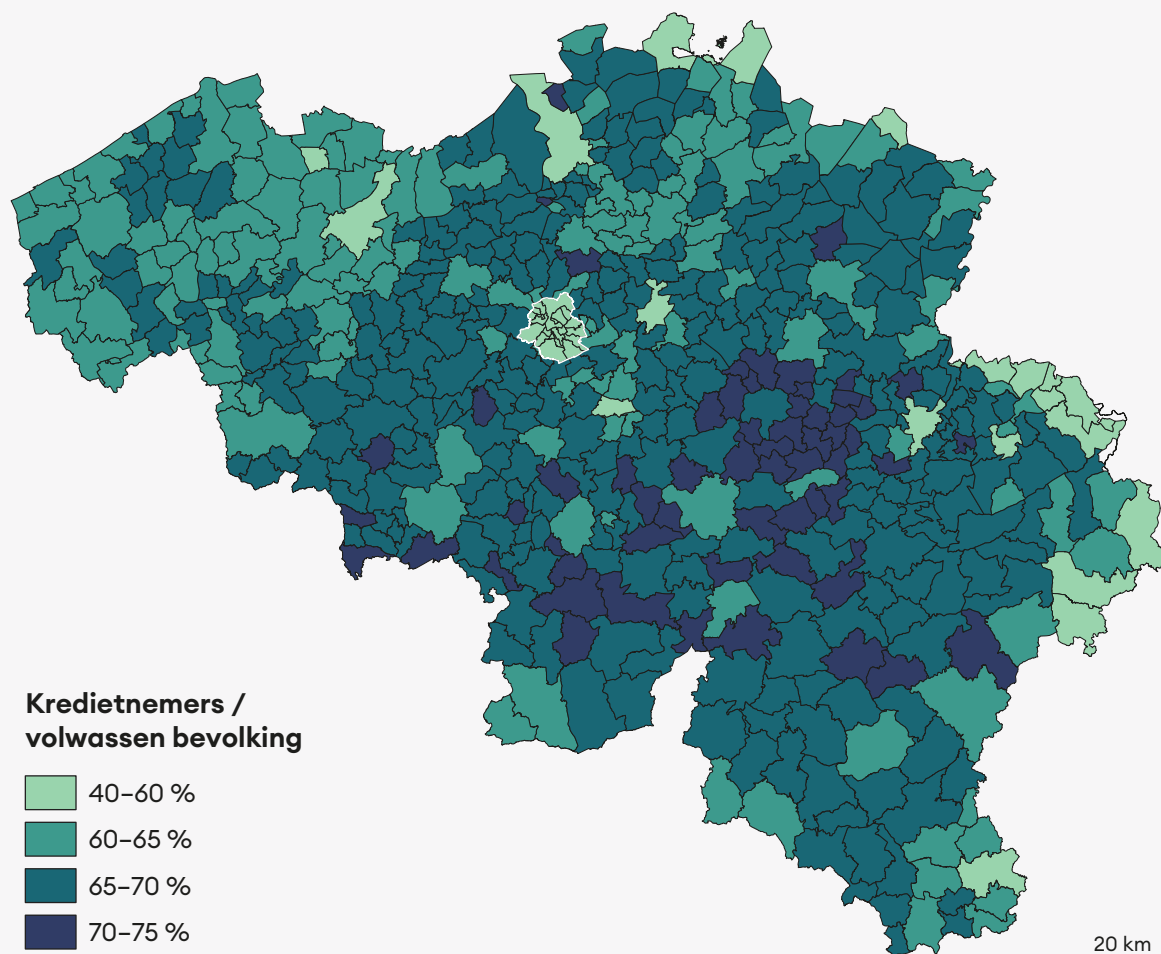 Kredietnemers /
volwassen bevolking
40–60 %
60–65 %
65–70 %
70–75 %
20 km